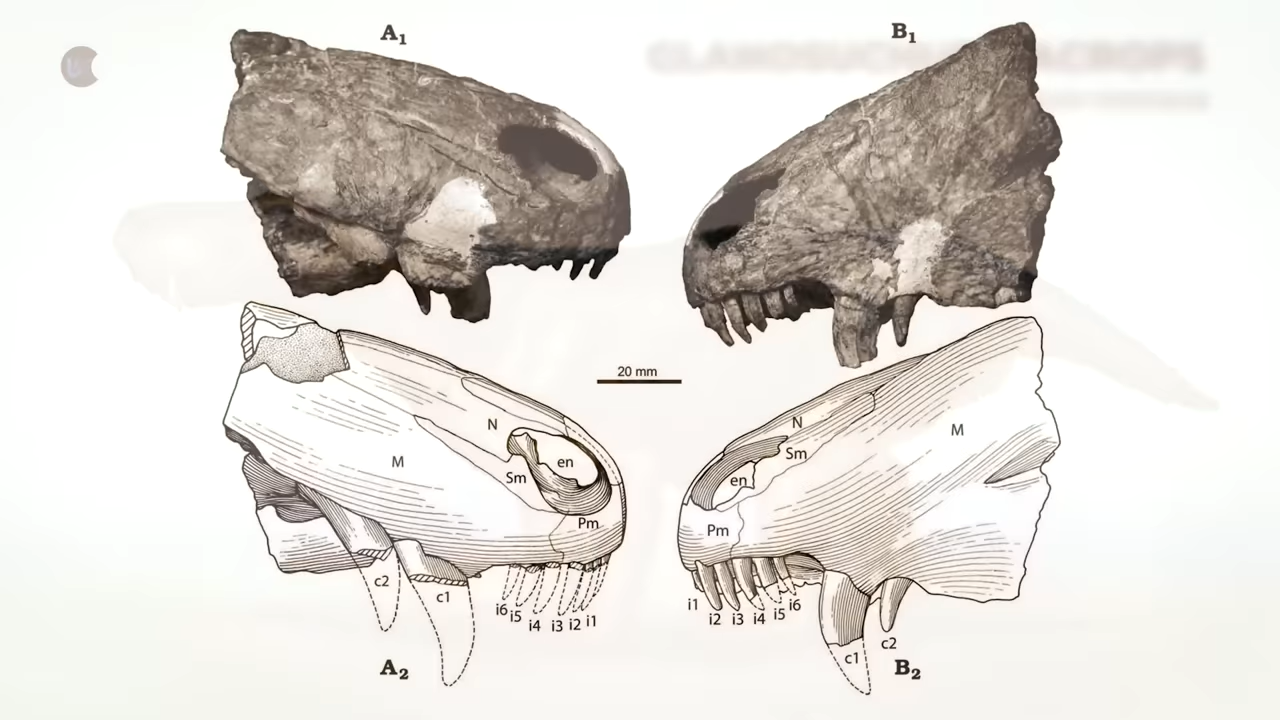 A1
B1
20 mm
N
M
Sm
en
Pm
c2
c1
i6
i5
i4
i3
i2
i1
A2
N
Sm
M
en
Pm
i1
i2
i3
i4
i5
i6
c1
c2
B2